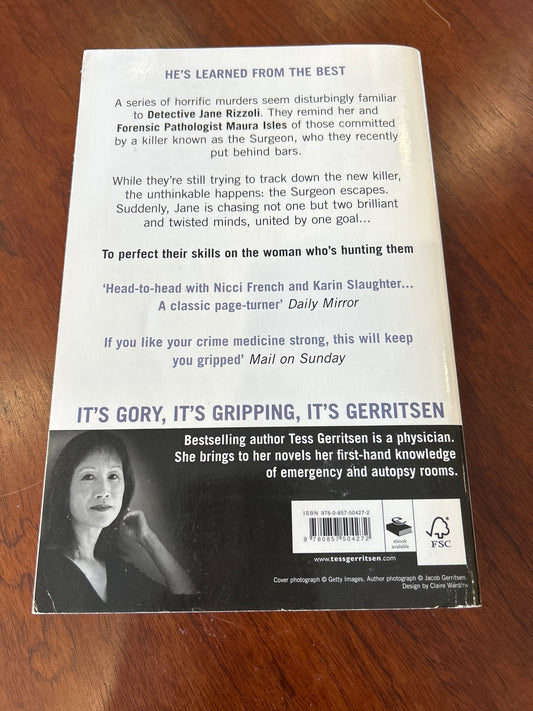 HE'S LEARNED FROM THE BEST
A series of horrific murders seem disturbingly familiar
to Detective Jane Rizzoli. They remind her and
Forensic Pathologist Maura Isles of those committed
by a killer known as the Surgeon, who they recently
put behind bars.
While they're still trying to track down the new killer,
the unthinkable happens: the Surgeon escapes.
Suddenly, Jane is chasing not one but two brilliant
and twisted minds, united by one goal...
To perfect their skills on the woman who's hunting them
'Head-to-head with Nicci French and Karin Slaughter...
A classic page-turner' Daily Mirror
If you like your crime medicine strong, this will keep
you gripped' Mail on Sunday
IT'S GORY, IT'S GRIPPING, IT'S GERRITSEN
Bestselling author Tess Gerritsen is a physician.
She brings to her novels her first-hand knowledge
of emergency and autopsy rooms.
ISBN 978-0-857-50427-2
9 780857 504272
ebook
available
FSC
www.tessgerritsen.com
Cover photograph © Getty Images. Author photograph © Jacob Gerritsen.
Design by Claire Ward/TW